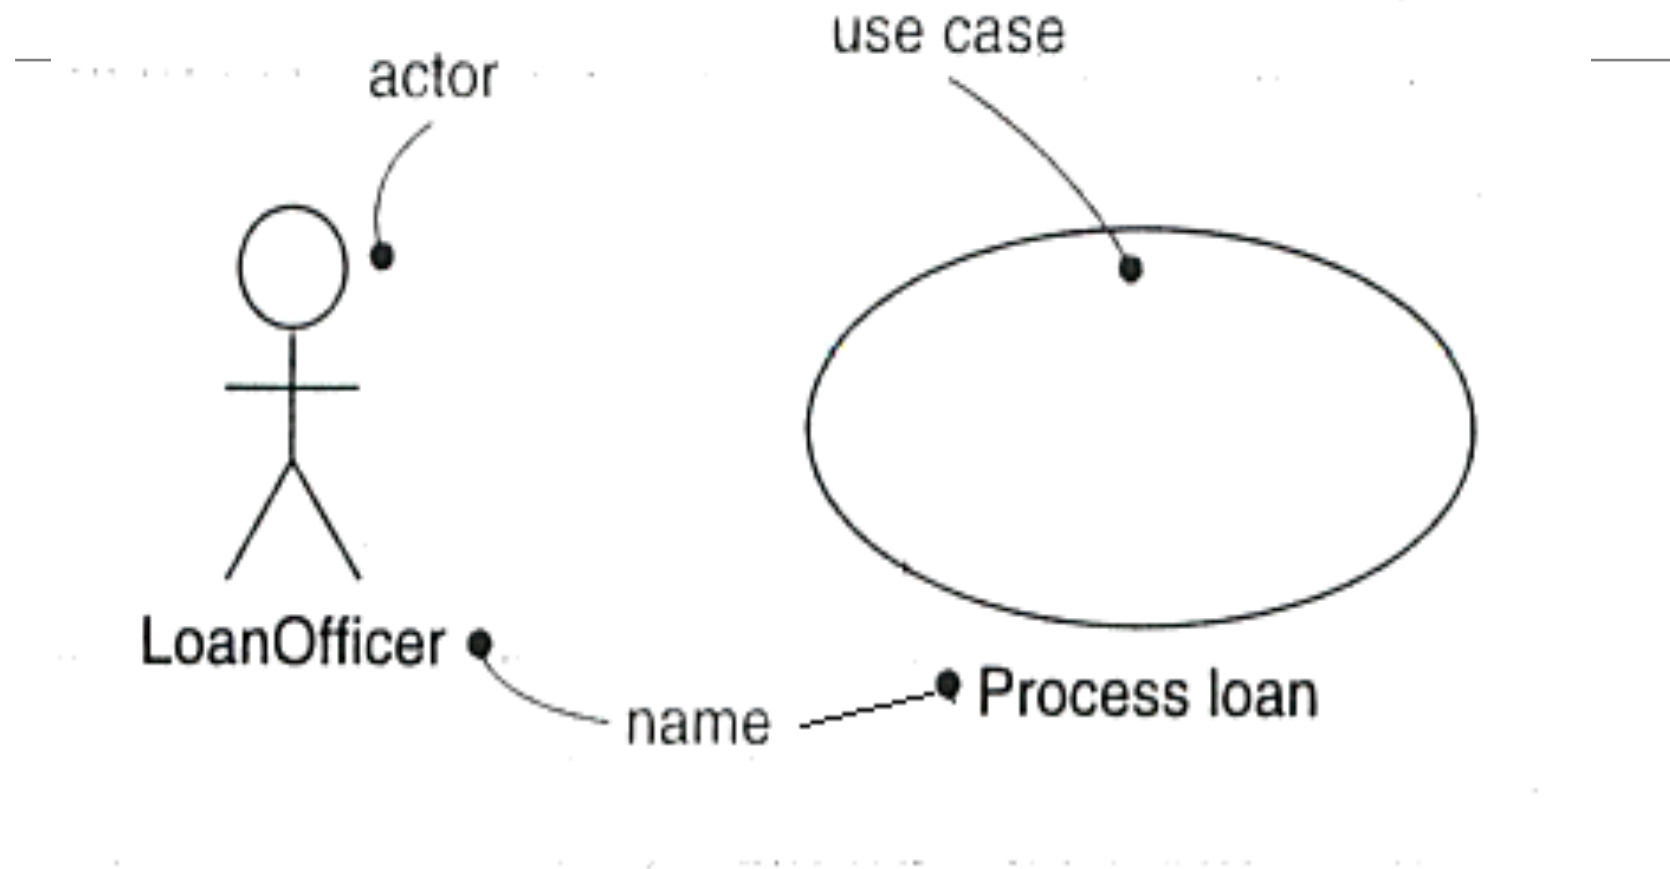 use case
actor
LoanOfficer
Process loan
name